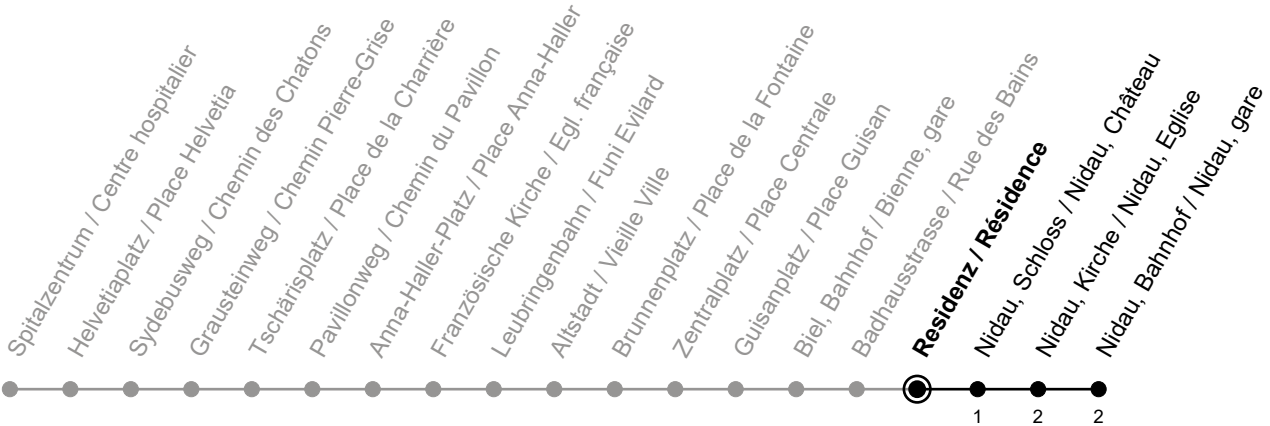 Spitalzentrum / Centre hospitalier
Helvetiaplatz / Place Helvetia
Sydebusweg / Chemin des Chatons
Grausteinweg / Chemin Pierre-Grise
Tschärisplatz / Place de la Charrière
Pavillonweg / Chemin du Pavillon
Anna-Haller-Platz / Place Anna-Haller
Französische Kirche / Egl. française
Leubringenbahn / Funi Evilard
Altstadt / Vieille Ville
Brunnenplatz / Place de la Fontaine
Zentralplatz / Place Centrale
Guisanplatz / Place Guisan
Biel, Bahnhof / Bienne, gare
Badhausstrasse / Rue des Bains
Residenz / Résidence
Nidau, Schloss / Nidau, Château
Nidau, Kirche / Nidau, Eglise
Nidau, Bahnhof / Nidau, gare
1 2 2